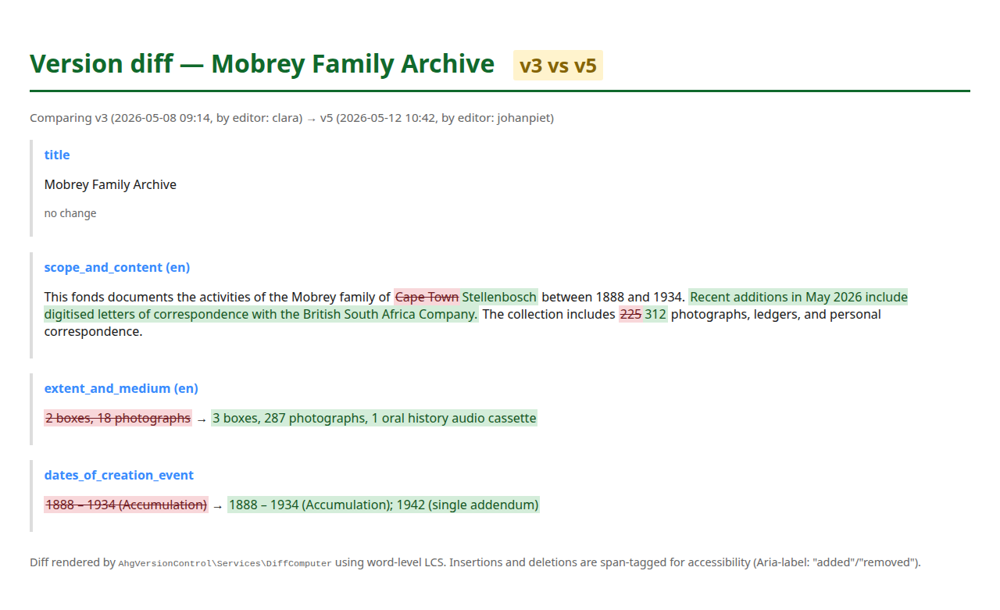 Version diff — Mobrey Family Archive v3 vs v5
Comparing v3 (2026-05-08 09:14, by editor: clara) → v5 (2026-05-12 10:42, by editor: johanpiet)
title
Mobrey Family Archive
no change
scope_and_content (en)
This fonds documents the activities of the Mobrey family of Cape Town Stellenbosch between 1888 and 1934. Recent additions in May 2026 include
digitised letters of correspondence with the British South Africa Company. The collection includes 225 312 photographs, ledgers, and personal
correspondence.
extent_and_medium (en)
2 boxes, 18 photographs → 3 boxes, 287 photographs, 1 oral history audio cassette
dates_of_creation_event
1888 – 1934 (Accumulation) → 1888 – 1934 (Accumulation); 1942 (single addendum)
Diff rendered by AhgVersionControl\Services\DiffComputer using word-level LCS. Insertions and deletions are span-tagged for accessibility (Aria-label: "added"/"removed").